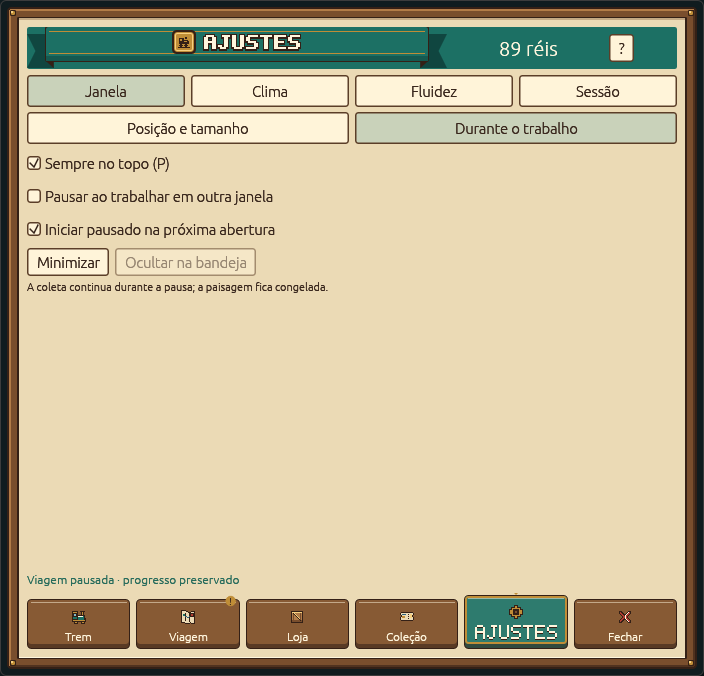 AJUSTES
89 réis
?
Janela
Clima
Fluidez
Sessão
Posição e tamanho
Durante o trabalho
Sempre no topo (P)
Pausar ao trabalhar em outra janela
Iniciar pausado na próxima abertura
Minimizar
Ocultar na bandeja
A coleta continua durante a pausa; a paisagem fica congelada.
Viagem pausada · progresso preservado
!
Trem
Viagem
Loja
Coleção
AJUSTES
Fechar